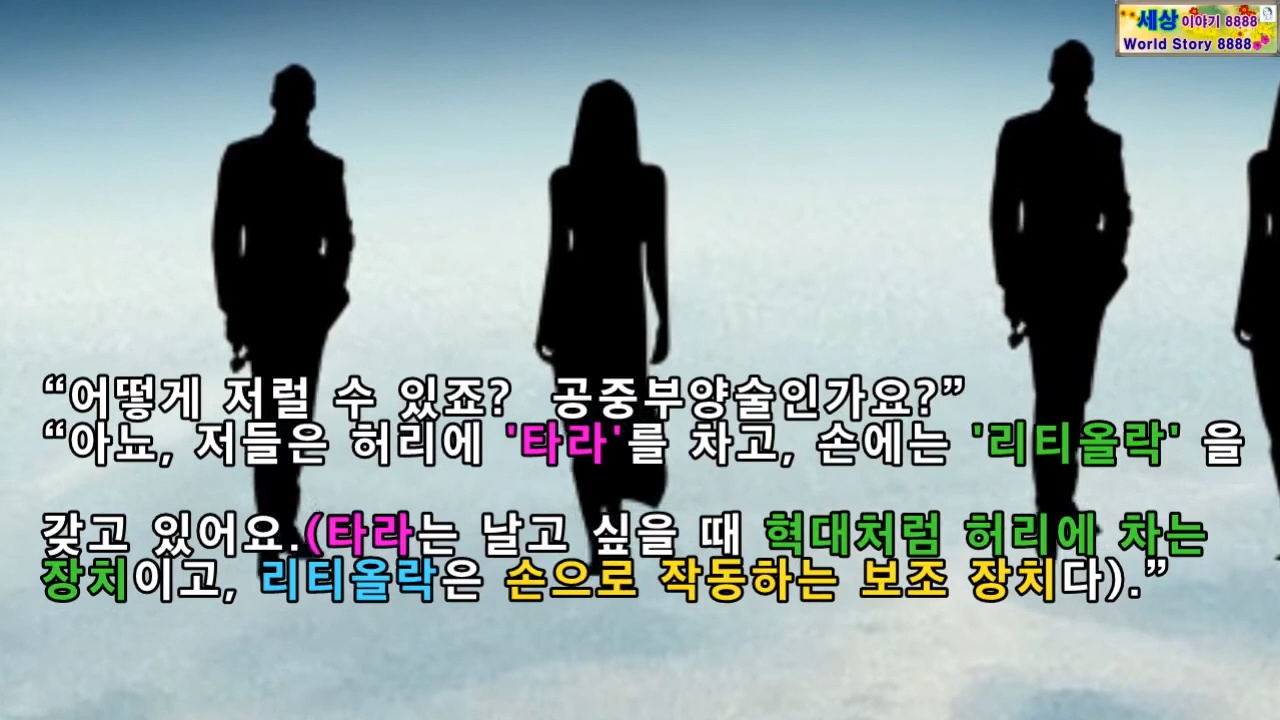 세상 이야기 8888
World Story 8888
“어떻게 저럴 수 있죠? 공중부양술인가요?”
“아뇨, 저들은 허리에 '타라'를 차고, 손에는 '리티올락' 을
갖고 있어요.(타라는 날고 싶을 때 혁대처럼 허리에 차는
장치이고, 리티올락은 손으로 작동하는 보조 장치다).”